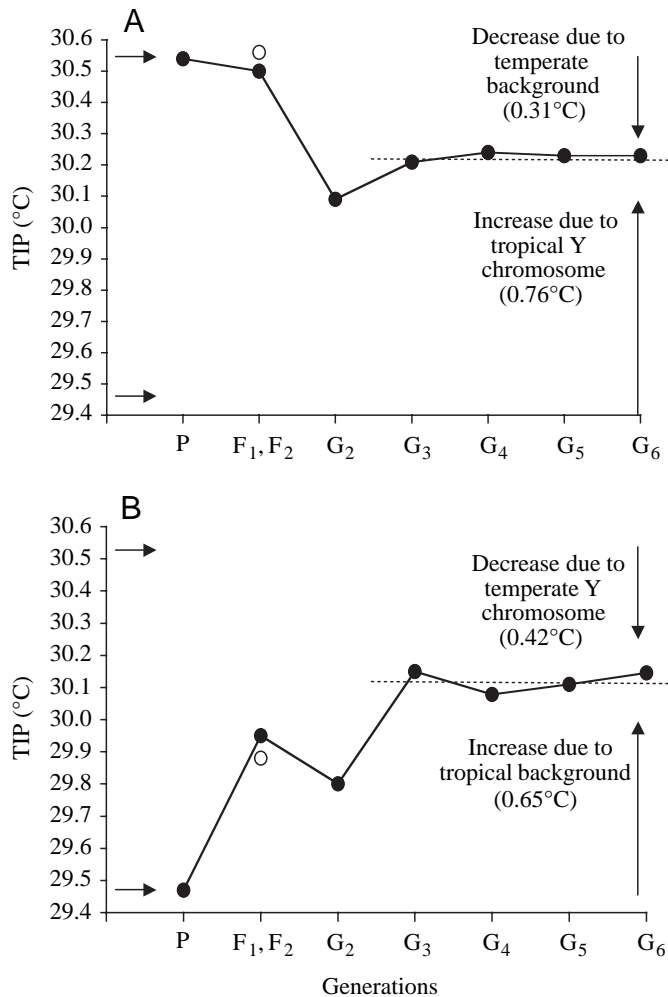 A
30.6
30.5
30.4
30.3
30.2
30.1
30.0
29.9
29.8
29.7
29.6
29.5
29.4
TIP (°C)
Decrease due to
temperate
background
(0.31°C)
Increase due to
tropical Y
chromosome
(0.76°C)
P F₁, F₂ G₂ G₃ G₄ G₅ G₆
B
30.6
30.5
30.4
30.3
30.2
30.1
30.0
29.9
29.8
29.7
29.6
29.5
29.4
TIP (°C)
Decrease due to
temperate Y
chromosome
(0.42°C)
Increase due to
tropical background
(0.65°C)
P F₁, F₂ G₂ G₃ G₄ G₅ G₆
Generations